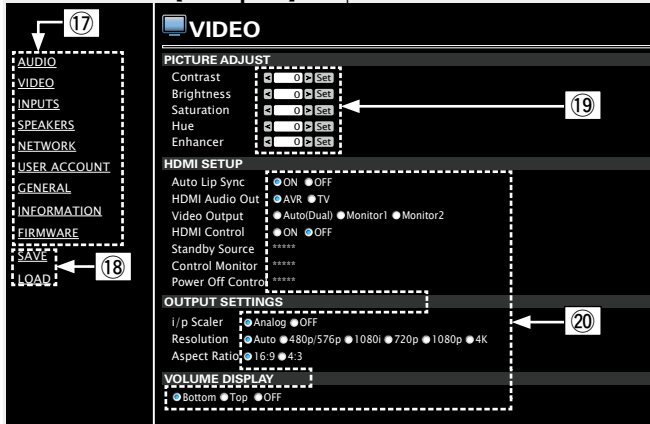 ⑰
AUDIO
VIDEO
INPUTS
SPEAKERS
NETWORK
USER ACCOUNT
GENERAL
INFORMATION
FIRMWARE
SAVE
LOAD
⑱
VIDEO
PICTURE ADJUST
Contrast < 0 > Set
Brightness < 0 > Set
Saturation < 0 > Set
Hue < 0 > Set
Enhancer < 0 > Set
⑲
HDMI SETUP
Auto Lip Sync ON OFF
HDMI Audio Out AVR TV
Video Output Auto(Dual) Monitor1 Monitor2
HDMI Control ON OFF
Standby Source *****
Control Monitor *****
Power Off Control *****
OUTPUT SETTINGS
i/p Scaler Analog OFF
Resolution Auto 480p/576p 1080i 720p 1080p 4K
Aspect Ratio 16:9 4:3
⑳
VOLUME DISPLAY
Bottom Top OFF